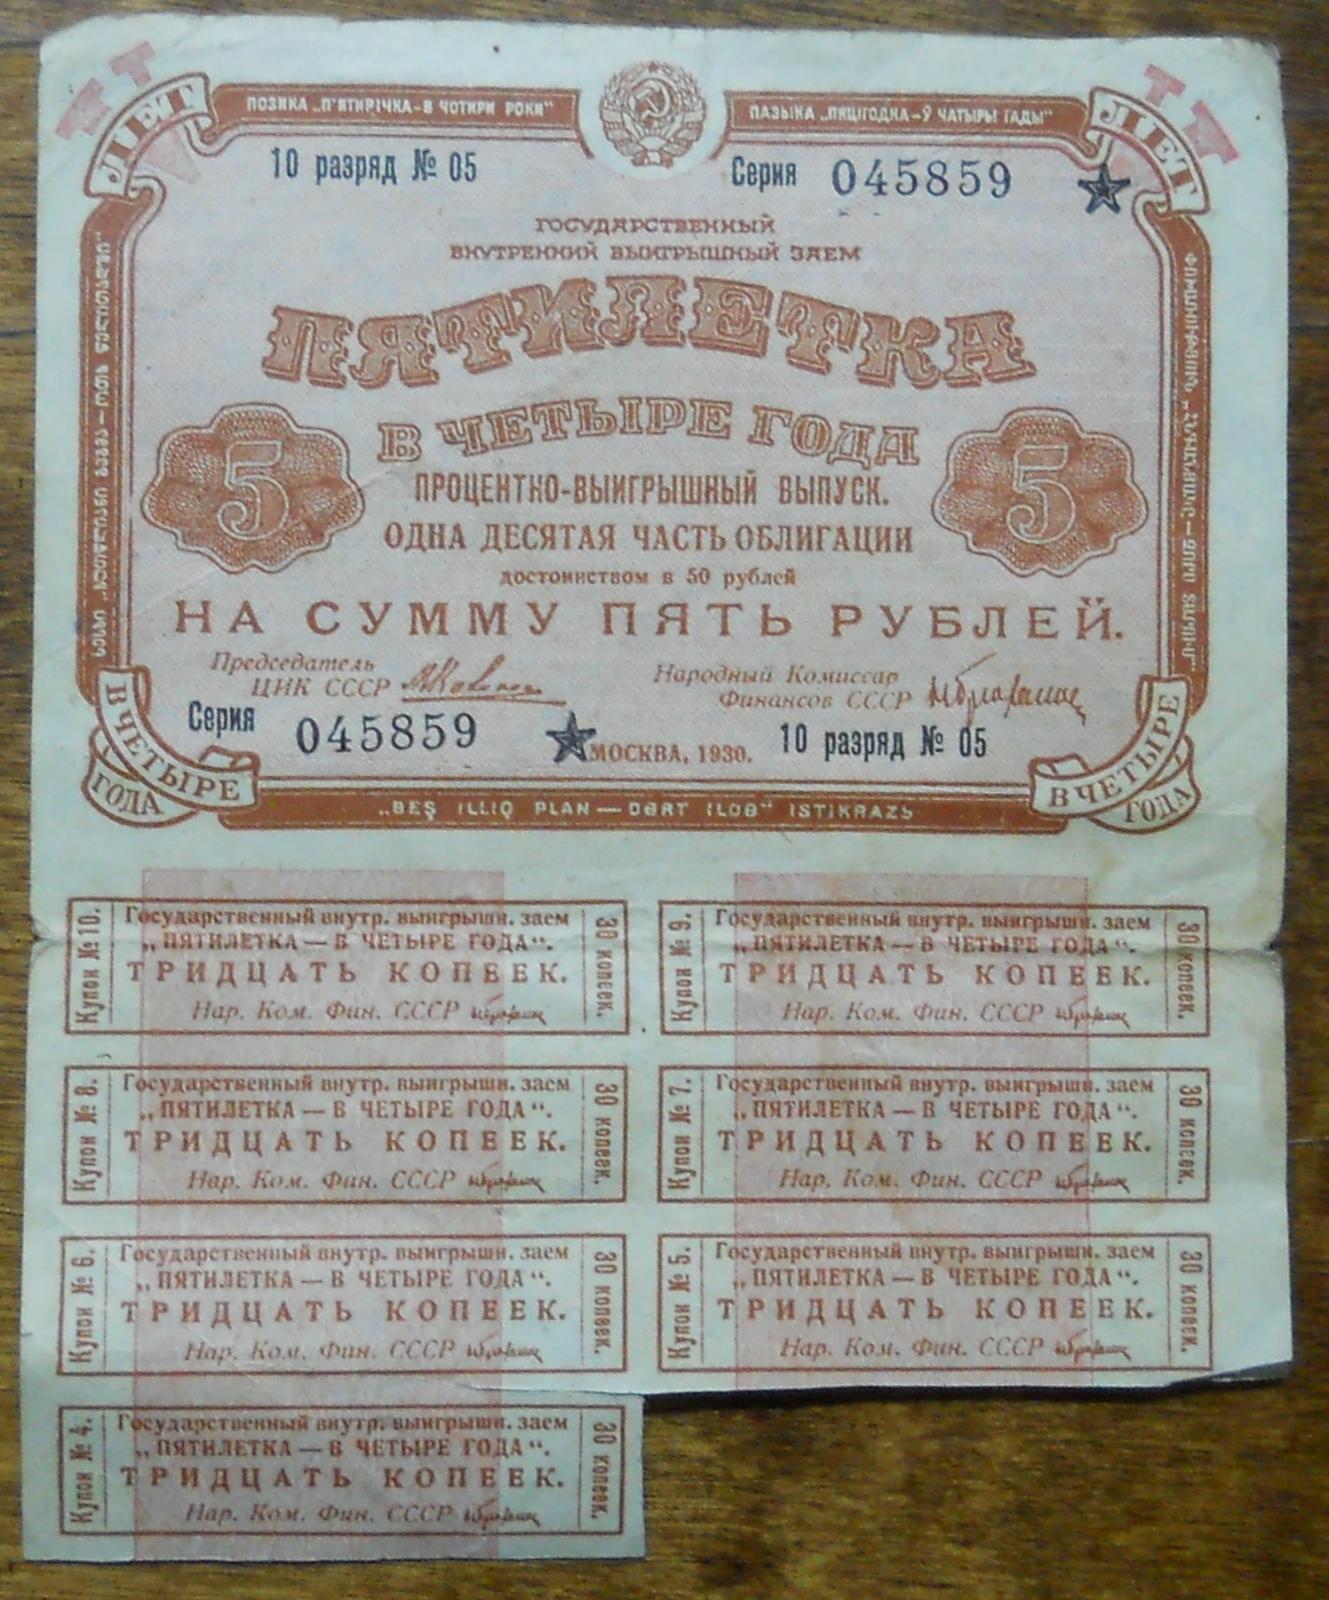 ЛЕТ
ПОЗИКА „П'ЯТИРІЧКА-В ЧОТИРИ РОКИ"
ПАЗЫКА „ПЯЦІГОДКА-Ў ЧАТЫРЫ ГАДЫ"
ЛЕТ
10 разряд № 05
Серия 045859
ГОСУДАРСТВЕННЫЙ
ВНУТРЕННИЙ ВЫИГРЫШНЫЙ ЗАЕМ
ПЯТИЛЕТКА
В ЧЕТЫРЕ ГОДА
5
5
ПРОЦЕНТНО-ВЫИГРЫШНЫЙ ВЫПУСК.
ОДНА ДЕСЯТАЯ ЧАСТЬ ОБЛИГАЦИИ
достоинством в 50 рублей
НА СУММУ ПЯТЬ РУБЛЕЙ.
Председатель
ЦИК СССР
Народный Комиссар
Финансов СССР
Серия 045859
МОСКВА, 1930.
10 разряд № 05
В ЧЕТЫРЕ
ГОДА
В ЧЕТЫРЕ
ГОДА
„BEŞ ILLIQ PLAN — DƏRT ILDƏ" ISTIKRAZЬ
Купон № 10.
Государственный внутр. выигрышн. заем
„ПЯТИЛЕТКА — В ЧЕТЫРЕ ГОДА".
ТРИДЦАТЬ КОПЕЕК.
Нар. Ком. Фин. СССР
30 копеек.
Купон № 9.
Государственный внутр. выигрышн. заем
„ПЯТИЛЕТКА — В ЧЕТЫРЕ ГОДА".
ТРИДЦАТЬ КОПЕЕК.
Нар. Ком. Фин. СССР
30 копеек.
Купон № 8.
Государственный внутр. выигрышн. заем
„ПЯТИЛЕТКА — В ЧЕТЫРЕ ГОДА".
ТРИДЦАТЬ КОПЕЕК.
Нар. Ком. Фин. СССР
30 копеек.
Купон № 7.
Государственный внутр. выигрышн. заем
„ПЯТИЛЕТКА — В ЧЕТЫРЕ ГОДА".
ТРИДЦАТЬ КОПЕЕК.
Нар. Ком. Фин. СССР
30 копеек.
Купон № 6.
Государственный внутр. выигрышн. заем
„ПЯТИЛЕТКА — В ЧЕТЫРЕ ГОДА".
ТРИДЦАТЬ КОПЕЕК.
Нар. Ком. Фин. СССР
30 копеек.
Купон № 5.
Государственный внутр. выигрышн. заем
„ПЯТИЛЕТКА — В ЧЕТЫРЕ ГОДА".
ТРИДЦАТЬ КОПЕЕК.
Нар. Ком. Фин. СССР
30 копеек.
Купон № 4.
Государственный внутр. выигрышн. заем
„ПЯТИЛЕТКА — В ЧЕТЫРЕ ГОДА".
ТРИДЦАТЬ КОПЕЕК.
Нар. Ком. Фин. СССР
30 копеек.